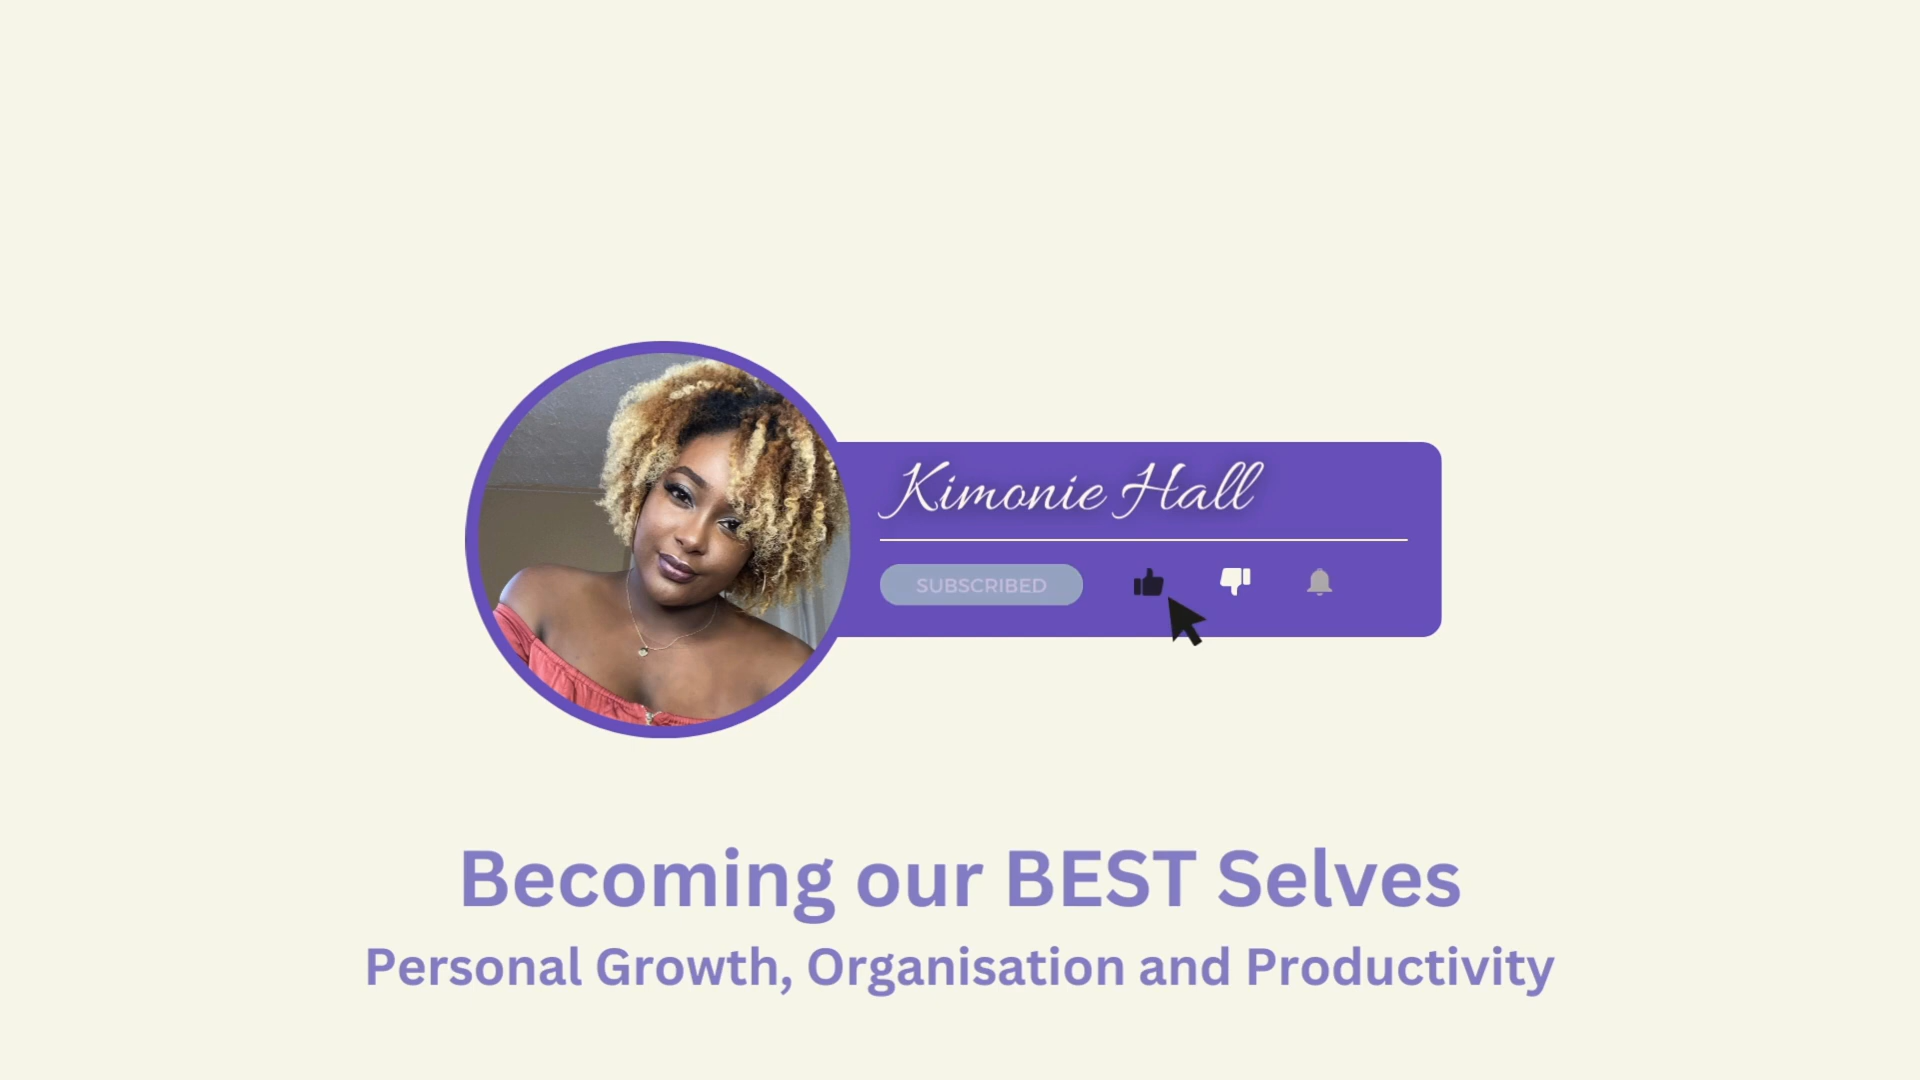 Kimonie Hall
SUBSCRIBED
Becoming our BEST Selves
Personal Growth, Organisation and Productivity